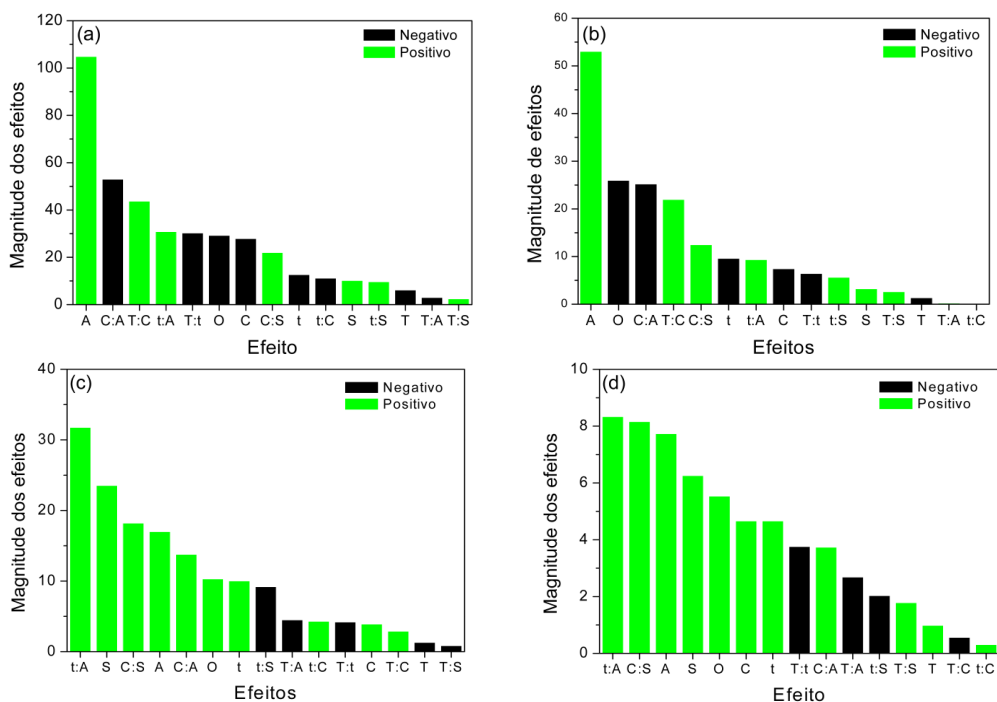 (a)
Negativo
Positivo
Magnitude dos efeitos
120
100
80
60
40
20
0
A C:A T:C t:A T:t O C C:S t t:C S t:S T T:A T:S
Efeito
(b)
Negativo
Positivo
Magnitude de efeitos
60
50
40
30
20
10
0
A O C:A T:C C:S t t:A C T:t t:S S T:S T T:A t:C
Efeitos
(c)
Negativo
Positivo
Magnitude dos efeitos
40
30
20
10
0
t:A S C:S A C:A O t t:S T:A t:C T:t C T:C T T:S
Efeitos
(d)
Negativo
Positivo
Magnitude dos efeitos
10
8
6
4
2
0
t:A C:S A S O C t T:t C:A T:A t:S T:S T T:C t:C
Efeito